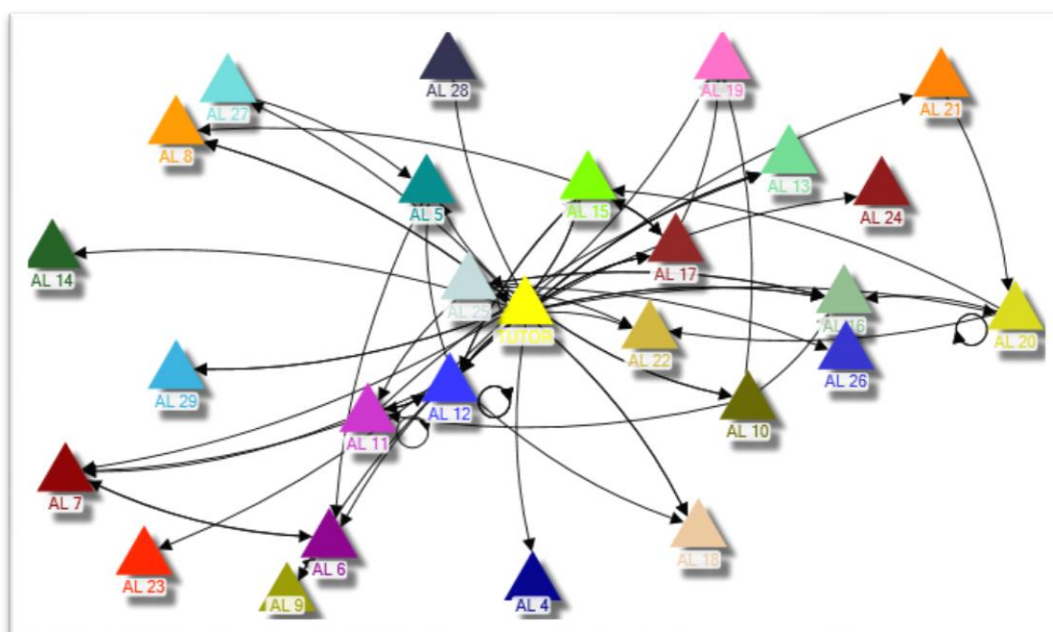 AL 28
AL 19
AL 27
AL 21
AL 8
AL 13
AL 5
AL 15
AL 24
AL 14
AL 17
AL 25
AL 16
TUTOR
AL 22
AL 20
AL 29
AL 26
AL 12
AL 11
AL 10
AL 7
AL 18
AL 6
AL 23
AL 9
AL 4